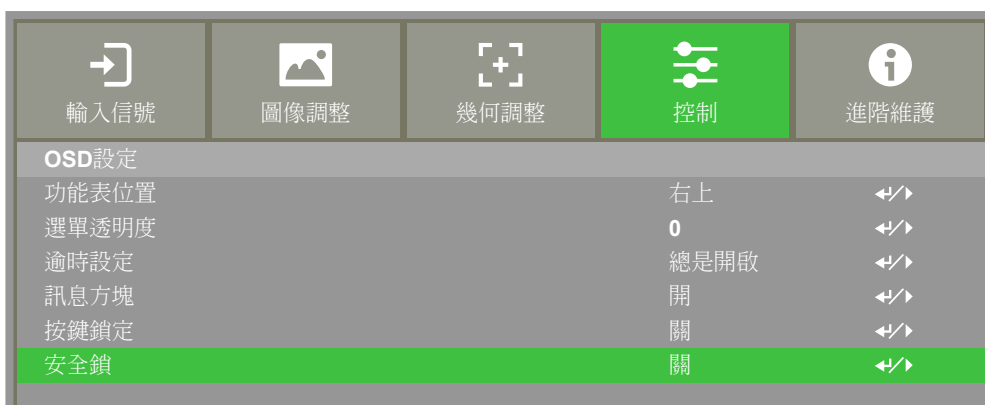 輸入信號 圖像調整 幾何調整 控制 進階維護
OSD設定
功能表位置 右上
選單透明度 0
逾時設定 總是開啟
訊息方塊 開
按鍵鎖定 關
安全鎖 關